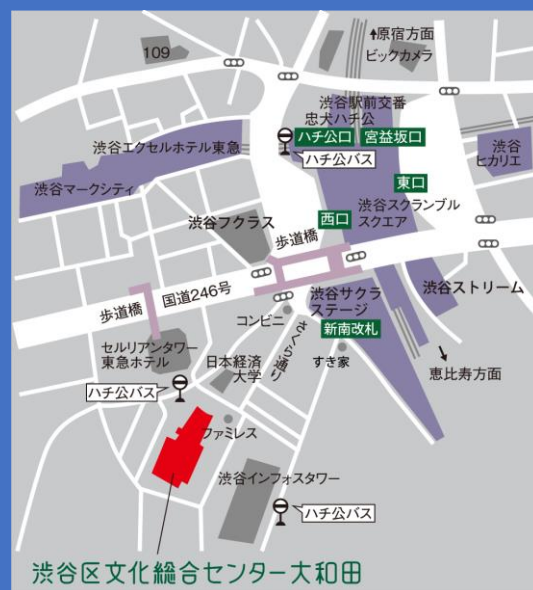 ↑原宿方面
109
ビックカメラ
渋谷駅前交番
忠犬ハチ公
ハチ公口
宮益坂口
渋谷エクセルホテル東急
ハチ公バス
渋谷
ヒカリエ
渋谷マークシティ
東口
渋谷スクランブル
スクエア
西口
渋谷フクラス
歩道橋
国道246号
歩道橋
渋谷サクラ
ステージ
渋谷ストリーム
コンビニ
さくら通り
新南改札
セルリアンタワー
東急ホテル
日本経済
大学
すき家
恵比寿方面
ハチ公バス
ファミレス
渋谷インフォスタワー
ハチ公バス
渋谷区文化総合センター大和田